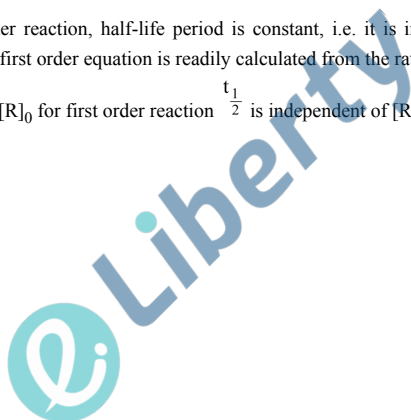 er reaction, half-life period is constant, i.e. it is i
first order equation is readily calculated from the ra
[R]₀ for first order reaction t½ is independent of [R
Liberty